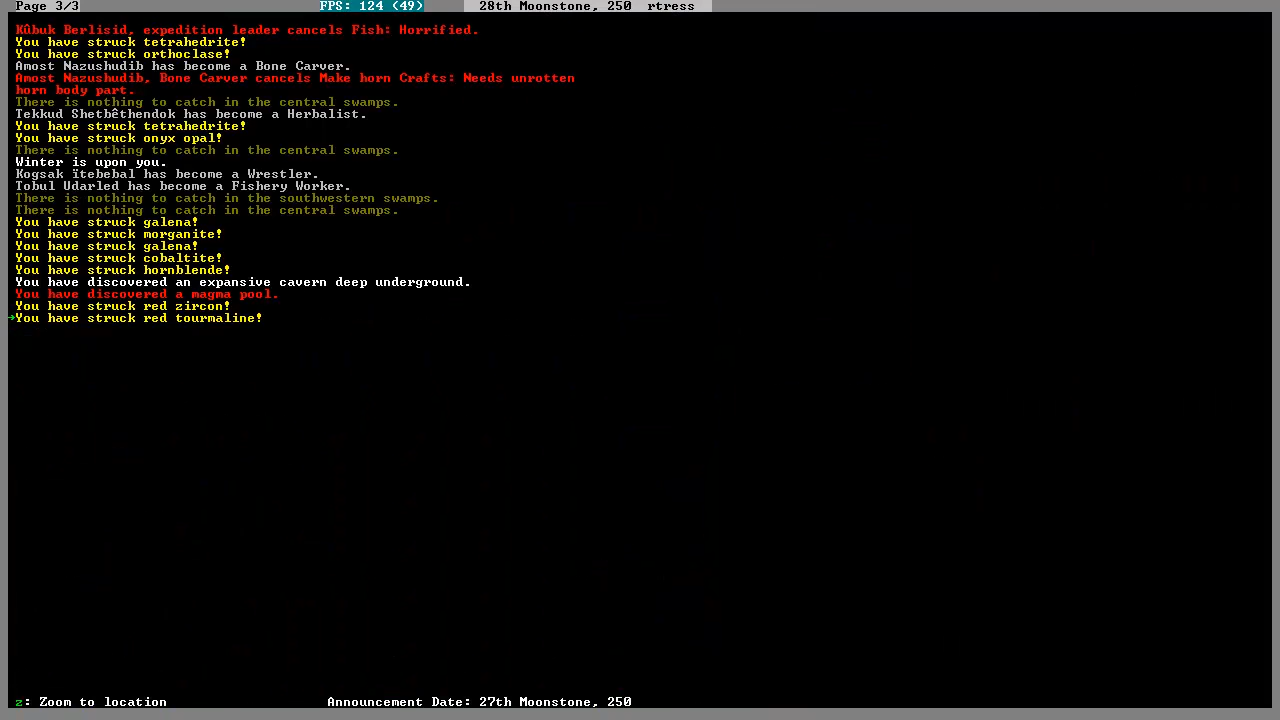 Page 3/3 FPS: 124 (49) 28th Moonstone, 250 rtress
Kûbuk Berlisid, expedition leader cancels Fish: Horrified.
You have struck tetrahedrite!
You have struck orthoclase!
Amost Nazushudib has become a Bone Carver.
Amost Nazushudib, Bone Carver cancels Make horn Crafts: Needs unrotten
horn body part.
There is nothing to catch in the central swamps.
Tekkud Shetbêthendok has become a Herbalist.
You have struck tetrahedrite!
You have struck onyx opal!
There is nothing to catch in the central swamps.
Winter is upon you.
Kogsak ïtebebal has become a Wrestler.
Tobul Udarled has become a Fishery Worker.
There is nothing to catch in the southwestern swamps.
There is nothing to catch in the central swamps.
You have struck galena!
You have struck morganite!
You have struck galena!
You have struck cobaltite!
You have struck hornblende!
You have discovered an expansive cavern deep underground.
You have discovered a magma pool.
You have struck red zircon!
→You have struck red tourmaline!
z: Zoom to location Announcement Date: 27th Moonstone, 250